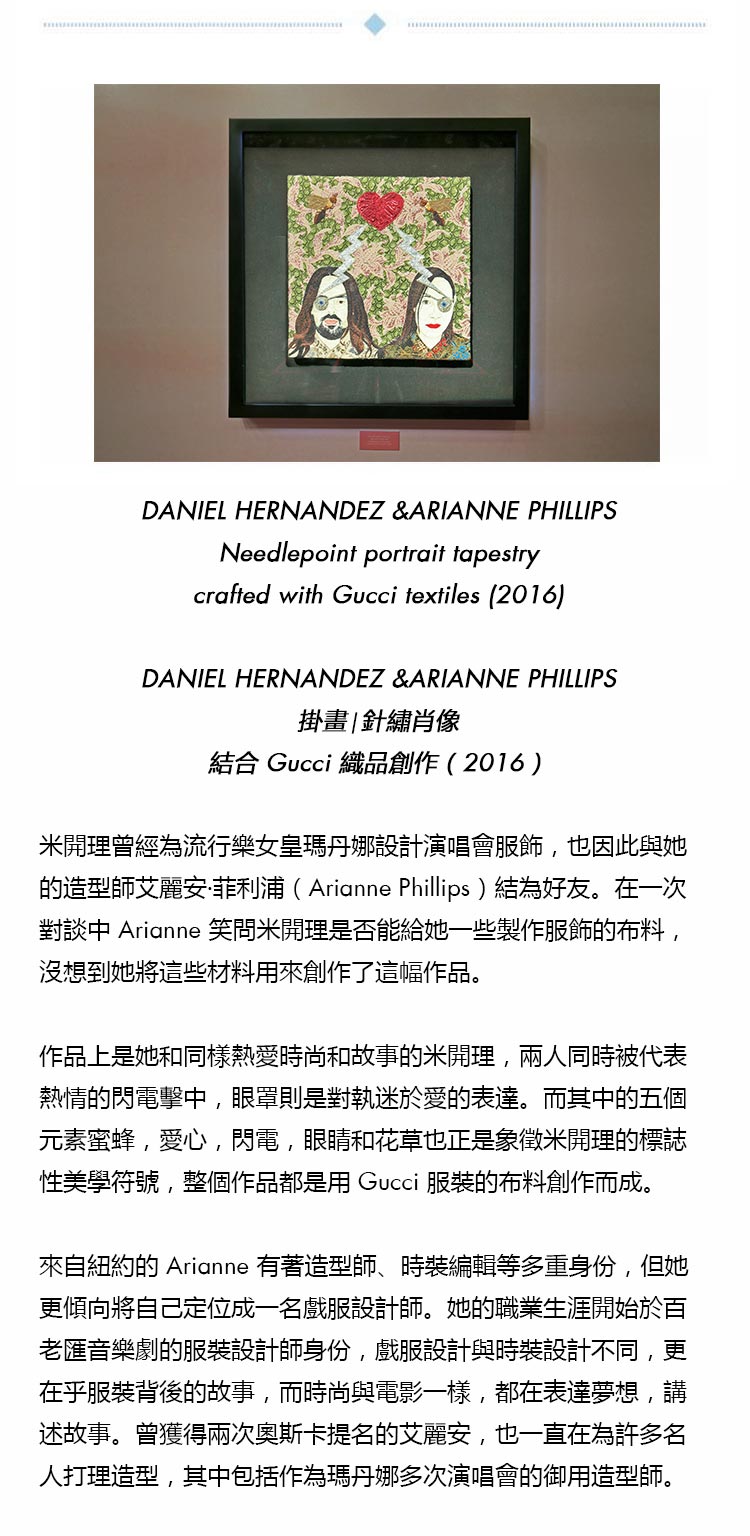 DANIEL HERNANDEZ &ARIANNE PHILLIPS
Needlepoint portrait tapestry
crafted with Gucci textiles (2016)
DANIEL HERNANDEZ &ARIANNE PHILLIPS
掛畫|針繡肖像
結合 Gucci 織品創作（2016）
米開理曾經為流行樂女皇瑪丹娜設計演唱會服飾，也因此與她
的造型師艾麗安·菲利浦（Arianne Phillips）結為好友。在一次
對談中 Arianne 笑問米開理是否能給她一些製作服飾的布料，
沒想到她將這些材料用來創作了這幅作品。
作品上是她和同樣熱愛時尚和故事的米開理，兩人同時被代表
熱情的閃電擊中，眼罩則是對執迷於愛的表達。而其中的五個
元素蜜蜂，愛心，閃電，眼睛和花草也正是象徵米開理的標誌
性美學符號，整個作品都是用 Gucci 服裝的布料創作而成。
來自紐約的 Arianne 有著造型師、時裝編輯等多重身份，但她
更傾向將自己定位成一名戲服設計師。她的職業生涯開始於百
老匯音樂劇的服裝設計師身份，戲服設計與時裝設計不同，更
在乎服裝背後的故事，而時尚與電影一樣，都在表達夢想，講
述故事。曾獲得兩次奧斯卡提名的艾麗安，也一直在為許多名
人打理造型，其中包括作為瑪丹娜多次演唱會的御用造型師。